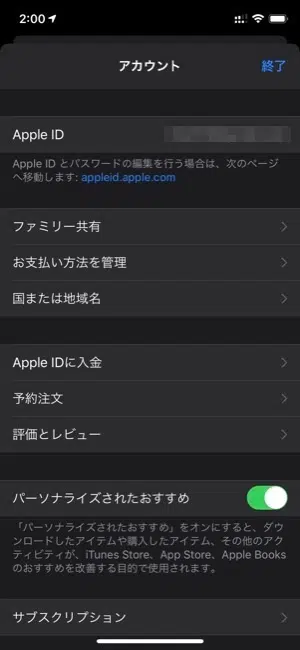 2:00
アカウント
終了
Apple ID
Apple ID とパスワードの編集を行う場合は、次のページ
へ移動します: appleid.apple.com
ファミリー共有
お支払い方法を管理
国または地域名
Apple IDに入金
予約注文
評価とレビュー
パーソナライズされたおすすめ
「パーソナライズされたおすすめ」をオンにすると、ダウ
ンロードしたアイテムや購入したアイテム、その他のアク
ティビティが、iTunes Store、App Store、Apple Books
のおすすめを改善する目的で使用されます。
サブスクリプション